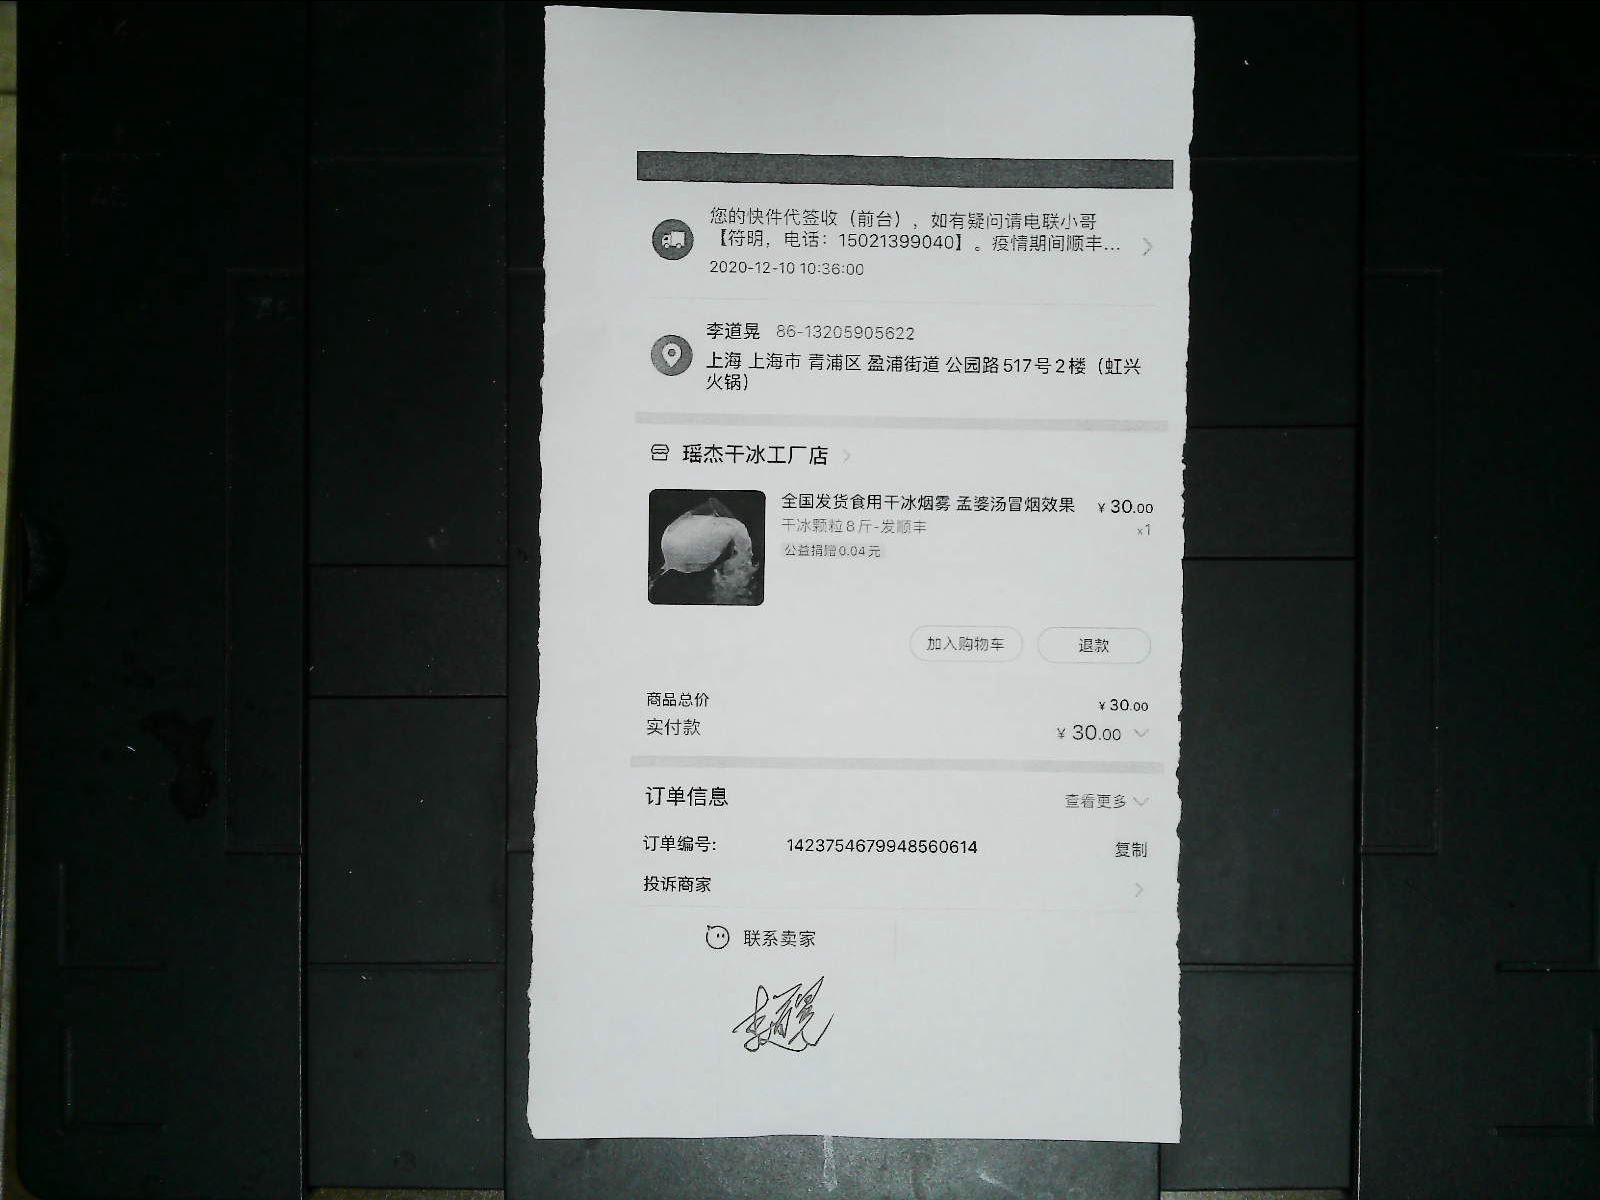 您的快件代签收（前台），如有疑问请电联小哥
【符明，电话：15021399040】。疫情期间顺丰...
2020-12-10 10:36:00
李道晃 86-13205905622
上海 上海市 青浦区 盈浦街道 公园路517号2楼（虹兴
火锅）
瑶杰干冰工厂店
全国发货食用干冰烟雾 孟婆汤冒烟效果 ¥30.00
干冰颗粒8斤-发顺丰 x1
公益捐赠0.04元
加入购物车 退款
商品总价 ¥30.00
实付款 ¥30.00
订单信息 查看更多
订单编号: 1423754679948560614 复制
投诉商家
联系卖家
李道晃